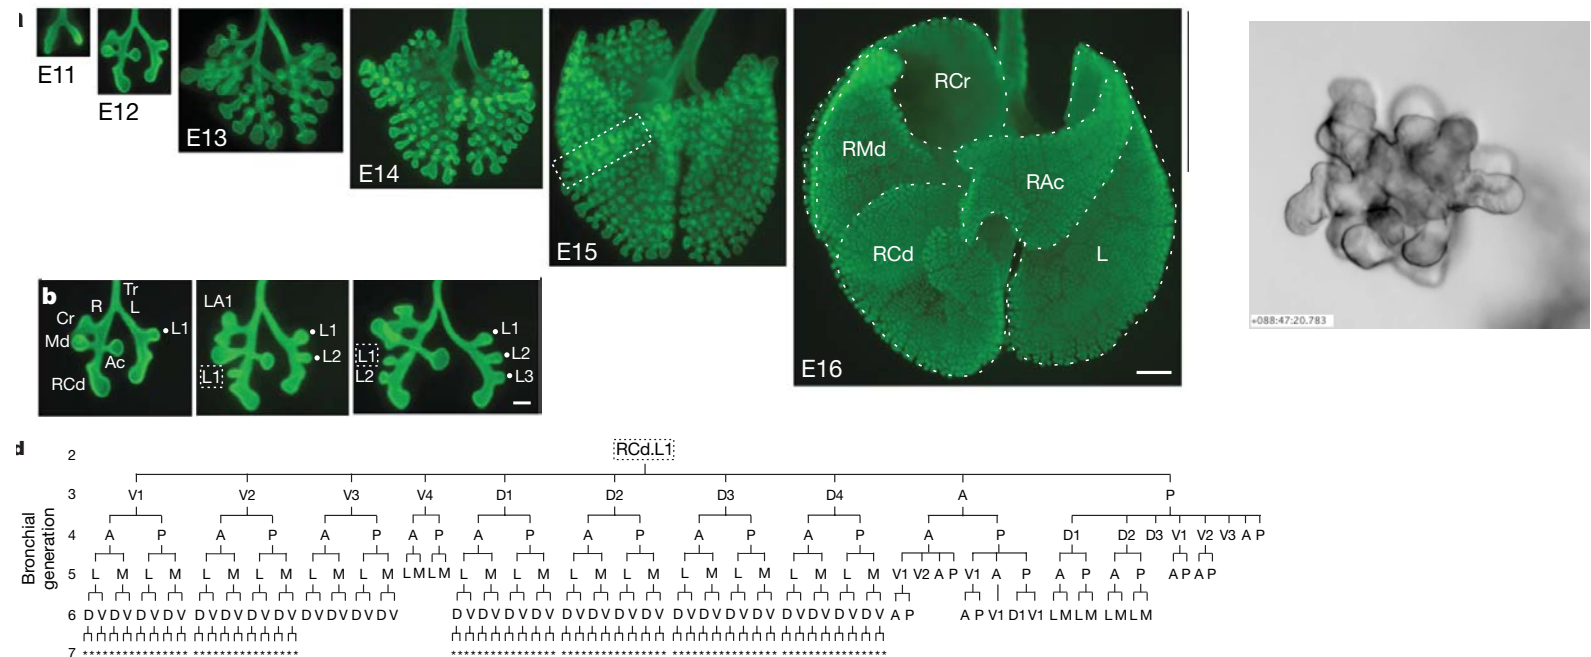 E11
E12
E13
E14
E15
RCr
RMd
RAc
RCd
L
E16
+088:47:20.783
b
Tr
R L
Cr
Md
Ac
RCd
L1
LA1
L1
L2
L1
L1
L2
L3
L1
L2
d
Bronchial generation
2 RCd.L1
3 V1 V2 V3 V4 D1 D2 D3 D4 A P
4 A P A P A P A P A P A P A P A P A P D1 D2 D3 V1 V2 V3 A P
5 L M L M L M L M L M L M L M L M L M L M L M L M L M L M L M L M V1 V2 A P V1 A P A P A P A P A P
6 D V D V D V D V D V D V D V D V D V D V D V D V D V D V D V D V D V D V D V D V D V D V D V D V D V D V D V D V A P A P V1 D1 V1 L M L M L M L M
7